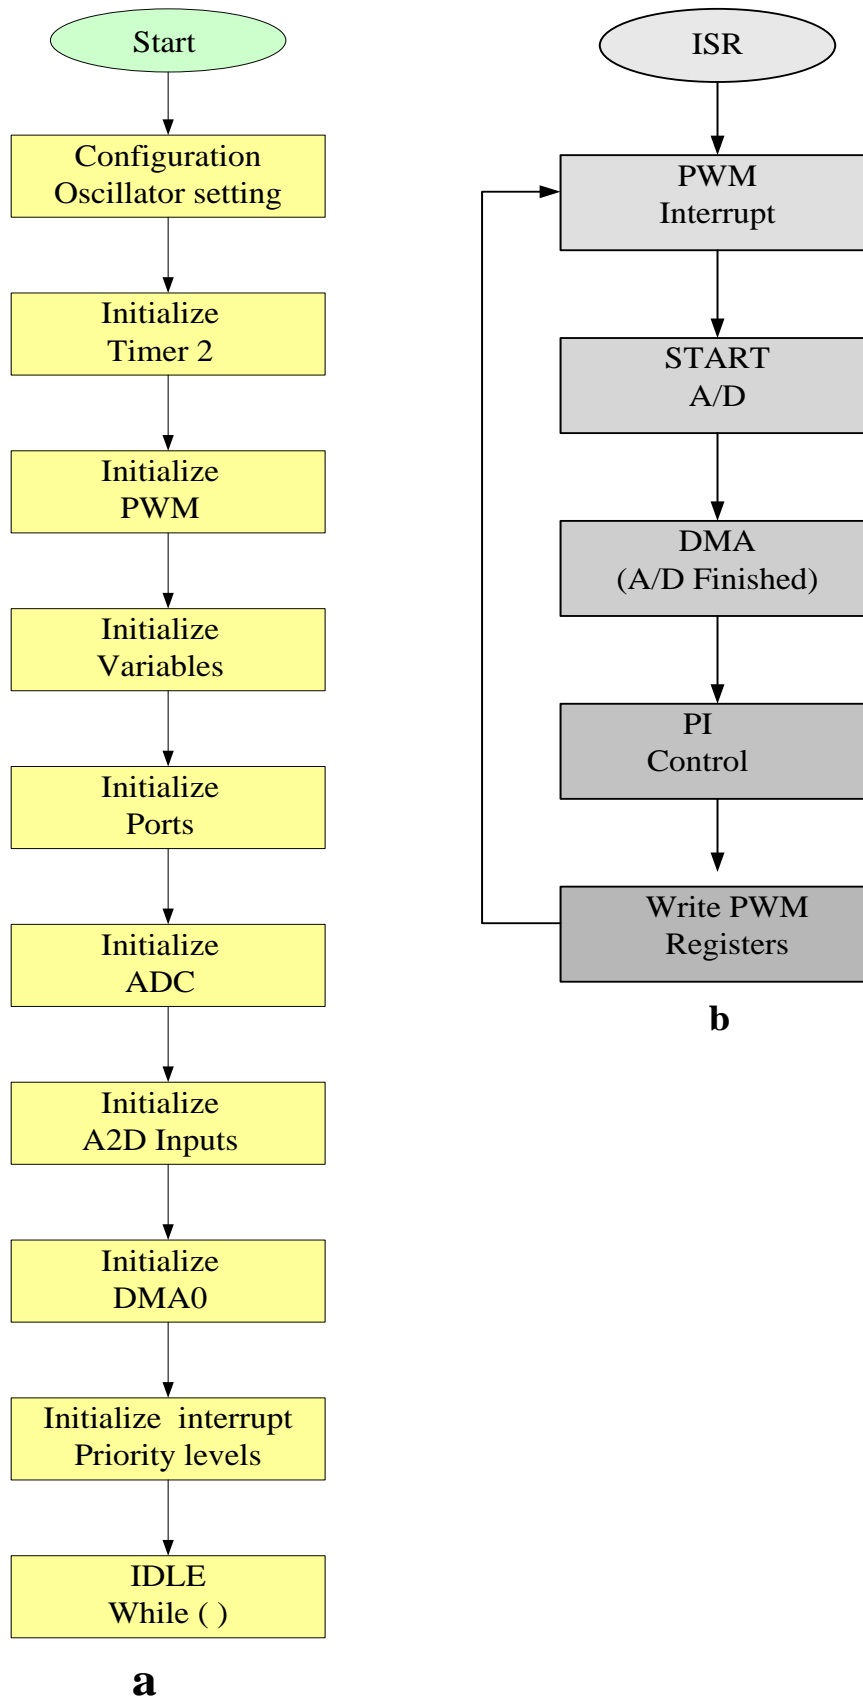 Start
Configuration
Oscillator setting
Initialize
Timer 2
Initialize
PWM
Initialize
Variables
Initialize
Ports
Initialize
ADC
Initialize
A2D Inputs
Initialize
DMA0
Initialize interrupt
Priority levels
IDLE
While ( )
a
ISR
PWM
Interrupt
START
A/D
DMA
(A/D Finished)
PI
Control
Write PWM
Registers
b